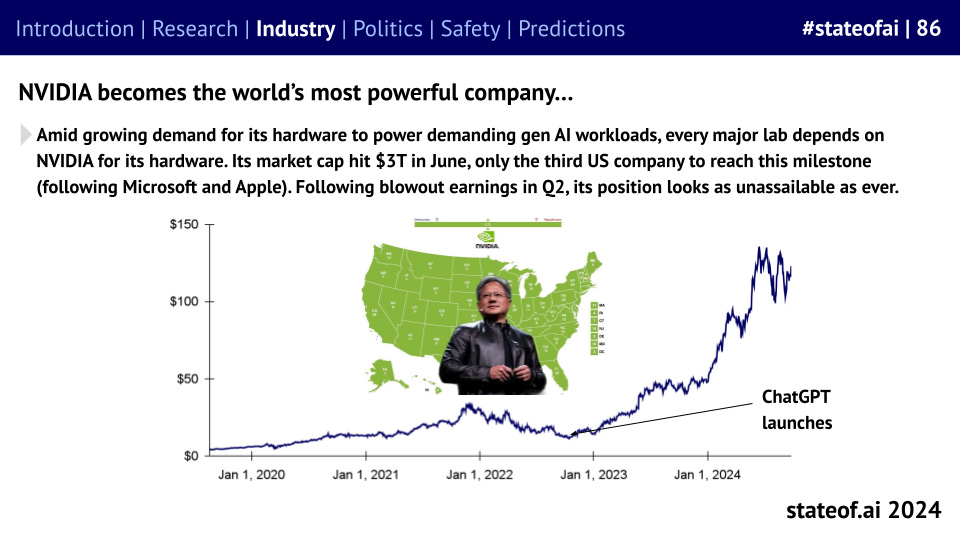 Introduction | Research | Industry | Politics | Safety | Predictions
#stateofai | 86
NVIDIA becomes the world's most powerful company...
Amid growing demand for its hardware to power demanding gen AI workloads, every major lab depends on
NVIDIA for its hardware. Its market cap hit $3T in June, only the third US company to reach this milestone
(following Microsoft and Apple). Following blowout earnings in Q2, its position looks as unassailable as ever.
$150
$100
$50
$0
Democratic
Republican
NVIDIA.
ChatGPT
launches
Jan 1, 2020
Jan 1, 2021
Jan 1, 2022
Jan 1, 2023
Jan 1, 2024
stateof.ai 2024